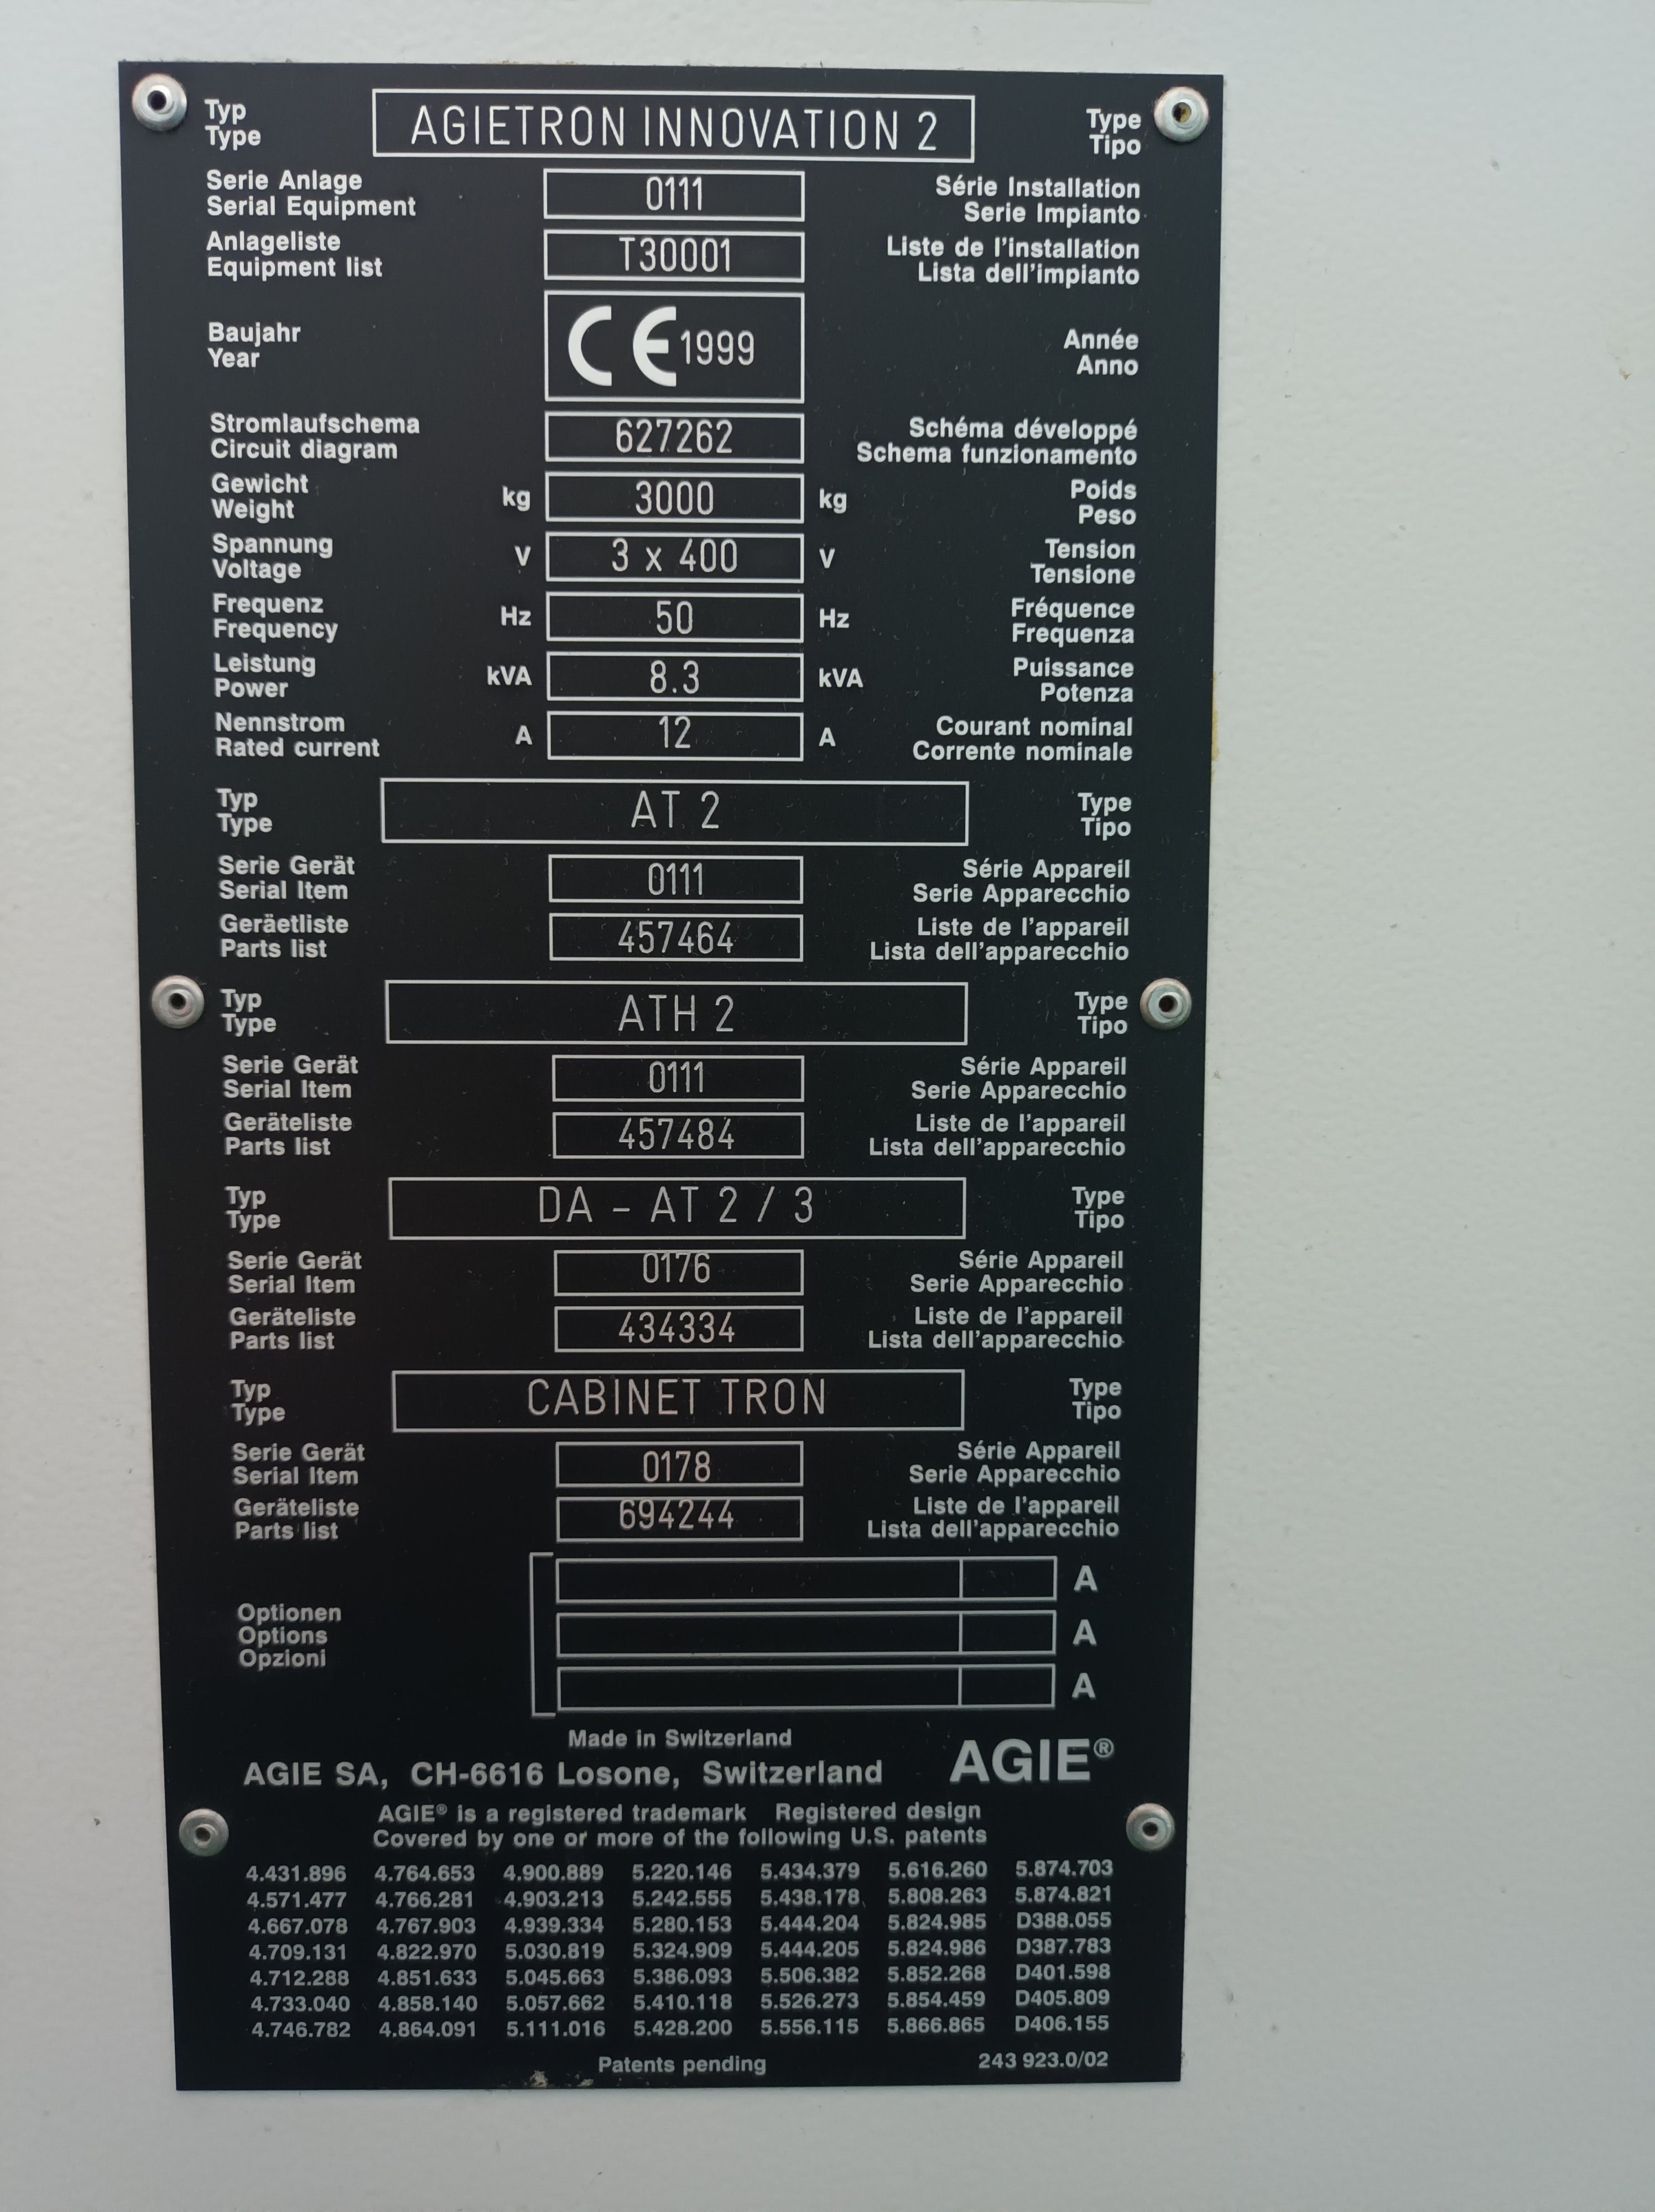 Typ AGIETRON INNOVATION 2 Type
Type Tipo
Serie Anlage 0111 Série Installation
Serial Equipment Serie Impianto
Anlageliste T30001 Liste de l'installation
Equipment list Lista dell'impianto
Baujahr CE 1999 Année
Year Anno
Stromlaufschema 627262 Schéma développé
Circuit diagram Schema funzionamento
Gewicht kg 3000 kg Poids
Weight Peso
Spannung V 3 x 400 V Tension
Voltage Tensione
Frequenz Hz 50 Hz Fréquence
Frequency Frequenza
Leistung kVA 8.3 kVA Puissance
Power Potenza
Nennstrom A 12 A Courant nominal
Rated current Corrente nominale
Typ AT 2 Type
Type Tipo
Serie Gerät 0111 Série Appareil
Serial Item Serie Apparecchio
Geräetliste 457464 Liste de l'appareil
Parts list Lista dell'apparecchio
Typ ATH 2 Type
Type Tipo
Serie Gerät 0111 Série Appareil
Serial Item Serie Apparecchio
Geräteliste 457484 Liste de l'appareil
Parts list Lista dell'apparecchio
Typ DA - AT 2 / 3 Type
Type Tipo
Serie Gerät 0176 Série Appareil
Serial Item Serie Apparecchio
Geräteliste 434334 Liste de l'appareil
Parts list Lista dell'apparecchio
Typ CABINET TRON Type
Type Tipo
Serie Gerät 0178 Série Appareil
Serial Item Serie Apparecchio
Geräteliste 694244 Liste de l'appareil
Parts list Lista dell'apparecchio
A
Optionen
Options A
Opzioni
A
Made in Switzerland
AGIE SA, CH-6616 Losone, Switzerland AGIE®
AGIE® is a registered trademark Registered design
Covered by one or more of the following U.S. patents
4.431.896 4.764.653 4.900.889 5.220.146 5.434.379 5.616.260 5.874.703
4.571.477 4.766.281 4.903.213 5.242.555 5.438.178 5.808.263 5.874.821
4.667.078 4.767.903 4.939.334 5.280.153 5.444.204 5.824.985 D388.055
4.709.131 4.822.970 5.030.819 5.324.909 5.444.205 5.824.986 D387.783
4.712.288 4.851.633 5.045.663 5.386.093 5.506.382 5.852.268 D401.598
4.733.040 4.858.140 5.057.662 5.410.118 5.526.273 5.854.459 D405.809
4.746.782 4.864.091 5.111.016 5.428.200 5.556.115 5.866.865 D406.155
Patents pending 243 923.0/02